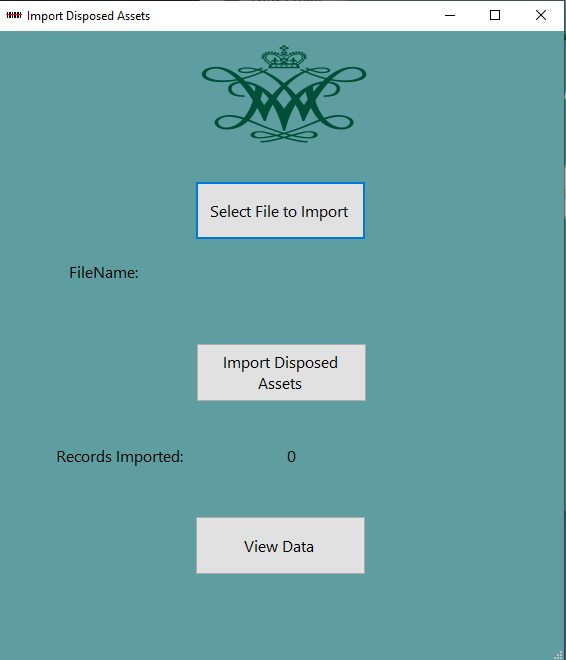 Import Disposed Assets
Select File to Import
FileName:
Import Disposed
Assets
Records Imported: 0
View Data